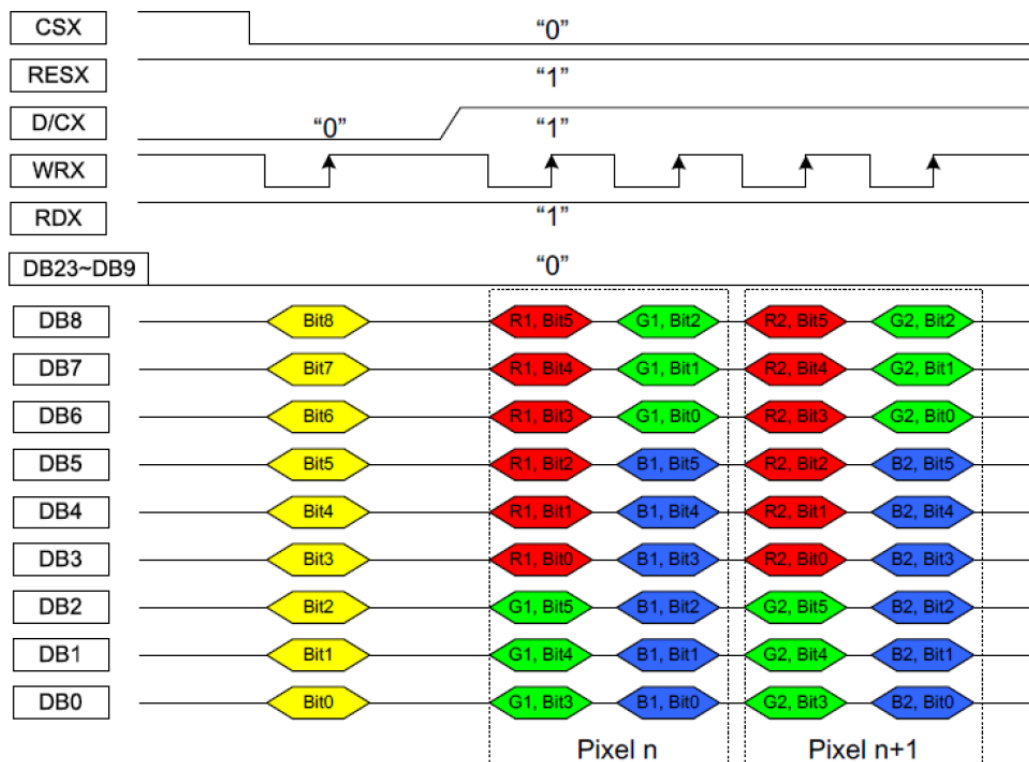 CSX “0”
RESX “1”
D/CX “0” “1”
WRX
RDX “1”
DB23~DB9 “0”
DB8 Bit8 R1, Bit5 G1, Bit2 R2, Bit5 G2, Bit2
DB7 Bit7 R1, Bit4 G1, Bit1 R2, Bit4 G2, Bit1
DB6 Bit6 R1, Bit3 G1, Bit0 R2, Bit3 G2, Bit0
DB5 Bit5 R1, Bit2 B1, Bit5 R2, Bit2 B2, Bit5
DB4 Bit4 R1, Bit1 B1, Bit4 R2, Bit1 B2, Bit4
DB3 Bit3 R1, Bit0 B1, Bit3 R2, Bit0 B2, Bit3
DB2 Bit2 G1, Bit5 B1, Bit2 G2, Bit5 B2, Bit2
DB1 Bit1 G1, Bit4 B1, Bit1 G2, Bit4 B2, Bit1
DB0 Bit0 G1, Bit3 B1, Bit0 G2, Bit3 B2, Bit0
Pixel n Pixel n+1